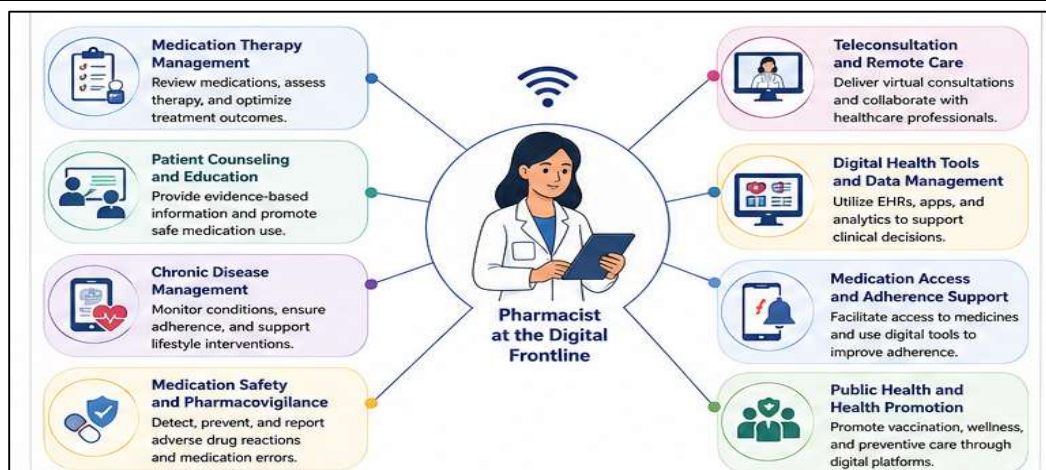 Medication Therapy
Management
Review medications, assess
therapy, and optimize
treatment outcomes.
Patient Counseling
and Education
Provide evidence-based
information and promote
safe medication use.
Chronic Disease
Management
Monitor conditions, ensure
adherence, and support
lifestyle interventions.
Medication Safety
and Pharmacovigilance
Detect, prevent, and report
adverse drug reactions
and medication errors.
Pharmacist
at the Digital
Frontline
Teleconsultation
and Remote Care
Deliver virtual consultations
and collaborate with
healthcare professionals.
Digital Health Tools
and Data Management
Utilize EHRs, apps, and
analytics to support
clinical decisions.
Medication Access
and Adherence Support
Facilitate access to medicines
and use digital tools to
improve adherence.
Public Health and
Health Promotion
Promote vaccination, wellness,
and preventive care through
digital platforms.